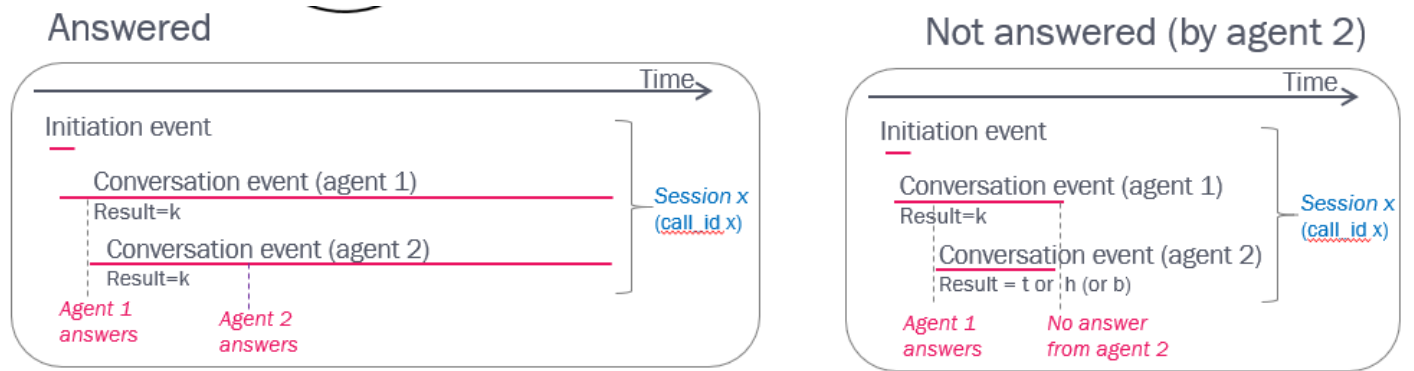 Answered
Time
Initiation event
Conversation event (agent 1)
Result=k
Conversation event (agent 2)
Result=k
Agent 1
answers
Agent 2
answers
Session x
(call_id x)
Not answered (by agent 2)
Time
Initiation event
Conversation event (agent 1)
Result=k
Conversation event (agent 2)
Result = t or h (or b)
Agent 1
answers
No answer
from agent 2
Session x
(call_id x)